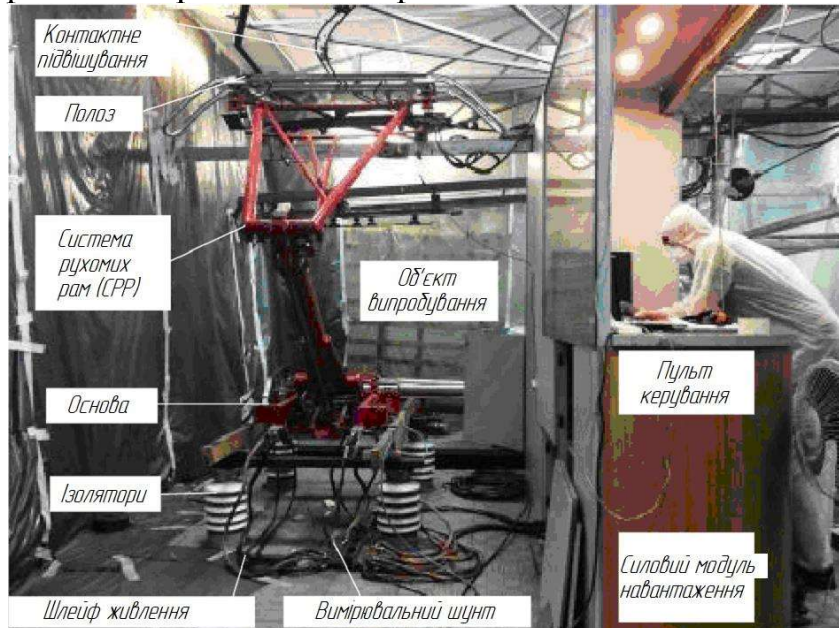 Контактне
підвішування
Полоз
Система
рухомих
рам (СРР)
Об'єкт
випробування
Основа
Пульт
керування
Ізолятори
Силовий модуль
навантаження
Шлейф живлення
Вимірювальний шунт